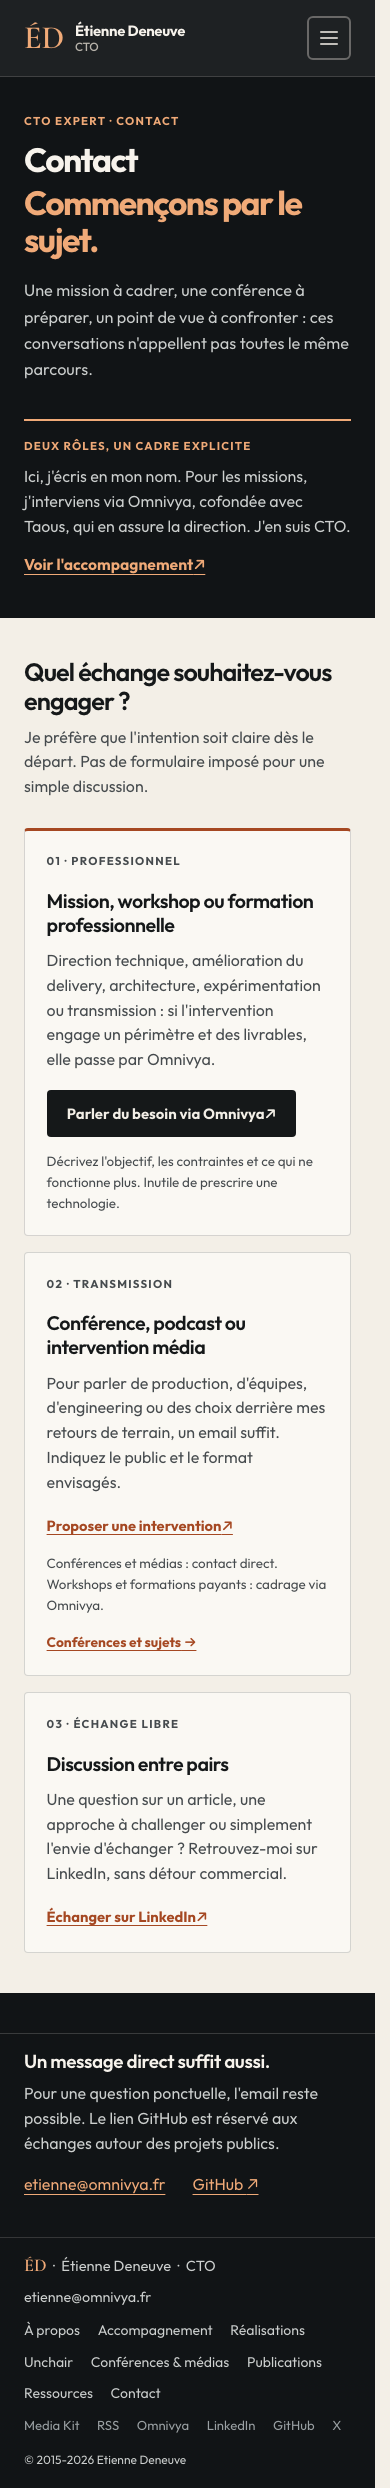 ÉD
Étienne Deneuve
CTO
CTO EXPERT · CONTACT
Contact
Commençons par le
sujet.
Une mission à cadrer, une conférence à
préparer, un point de vue à confronter : ces
conversations n'appellent pas toutes le même
parcours.
DEUX RÔLES, UN CADRE EXPLICITE
Ici, j'écris en mon nom. Pour les missions,
j'interviens via Omnivya, cofondée avec
Taous, qui en assure la direction. J'en suis CTO.
Voir l'accompagnement↗
Quel échange souhaitez-vous
engager ?
Je préfère que l'intention soit claire dès le
départ. Pas de formulaire imposé pour une
simple discussion.
01 · PROFESSIONNEL
Mission, workshop ou formation
professionnelle
Direction technique, amélioration du
delivery, architecture, expérimentation
ou transmission : si l'intervention
engage un périmètre et des livrables,
elle passe par Omnivya.
Parler du besoin via Omnivya↗
Décrivez l'objectif, les contraintes et ce qui ne
fonctionne plus. Inutile de prescrire une
technologie.
02 · TRANSMISSION
Conférence, podcast ou
intervention média
Pour parler de production, d'équipes,
d'engineering ou des choix derrière mes
retours de terrain, un email suffit.
Indiquez le public et le format
envisagés.
Proposer une intervention↗
Conférences et médias : contact direct.
Workshops et formations payants : cadrage via
Omnivya.
Conférences et sujets →
03 · ÉCHANGE LIBRE
Discussion entre pairs
Une question sur un article, une
approche à challenger ou simplement
l'envie d'échanger ? Retrouvez-moi sur
LinkedIn, sans détour commercial.
Échanger sur LinkedIn↗
Un message direct suffit aussi.
Pour une question ponctuelle, l'email reste
possible. Le lien GitHub est réservé aux
échanges autour des projets publics.
etienne@omnivya.fr GitHub ↗
ÉD · Étienne Deneuve · CTO
etienne@omnivya.fr
À propos Accompagnement Réalisations
Unchair Conférences & médias Publications
Ressources Contact
Media Kit RSS Omnivya LinkedIn GitHub X
© 2015-2026 Etienne Deneuve